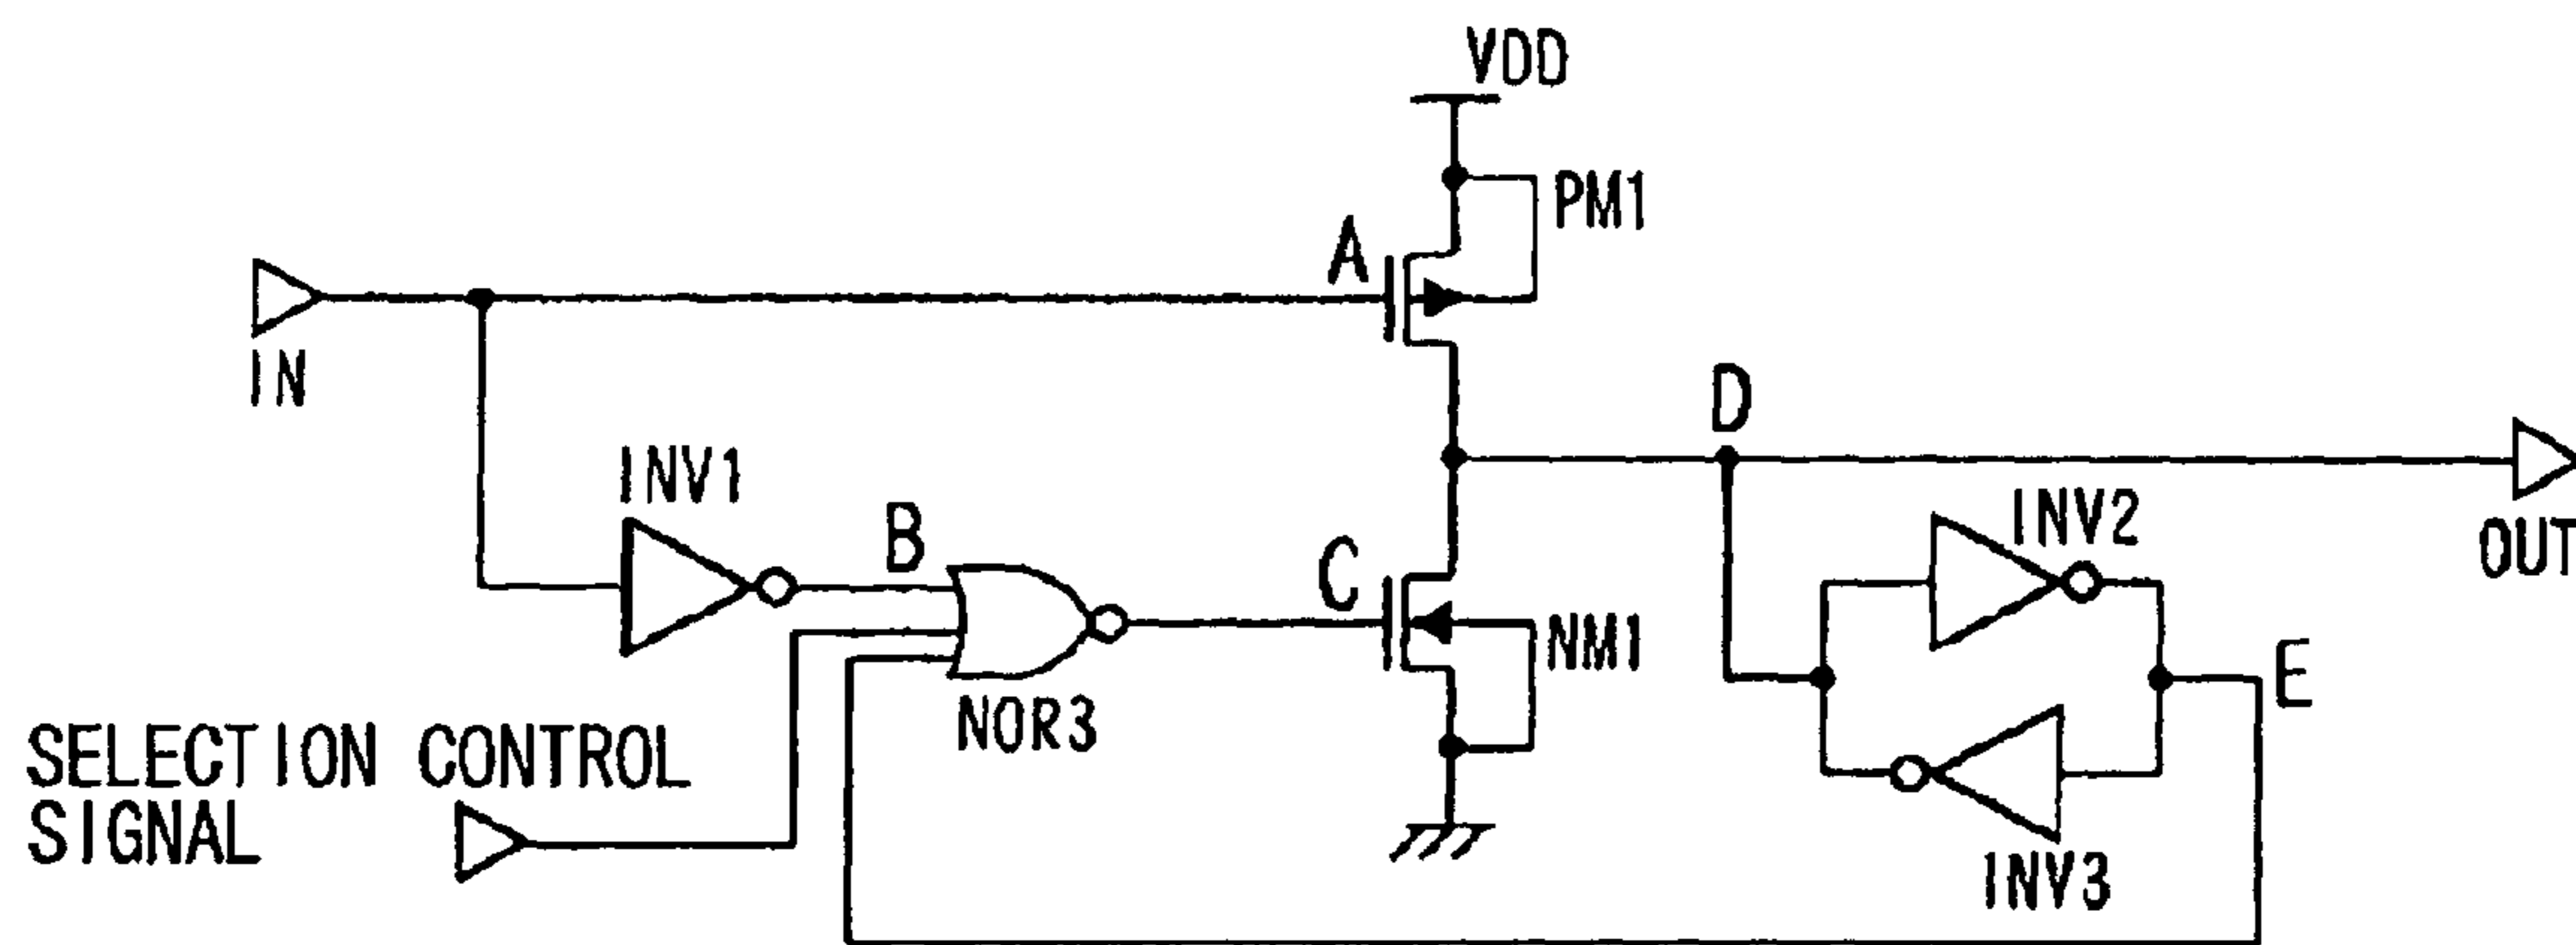 VDD
PM1
A
IN
D
INV1
B
INV2
OUT
C
NM1
E
NOR3
SELECTION CONTROL
SIGNAL
INV3